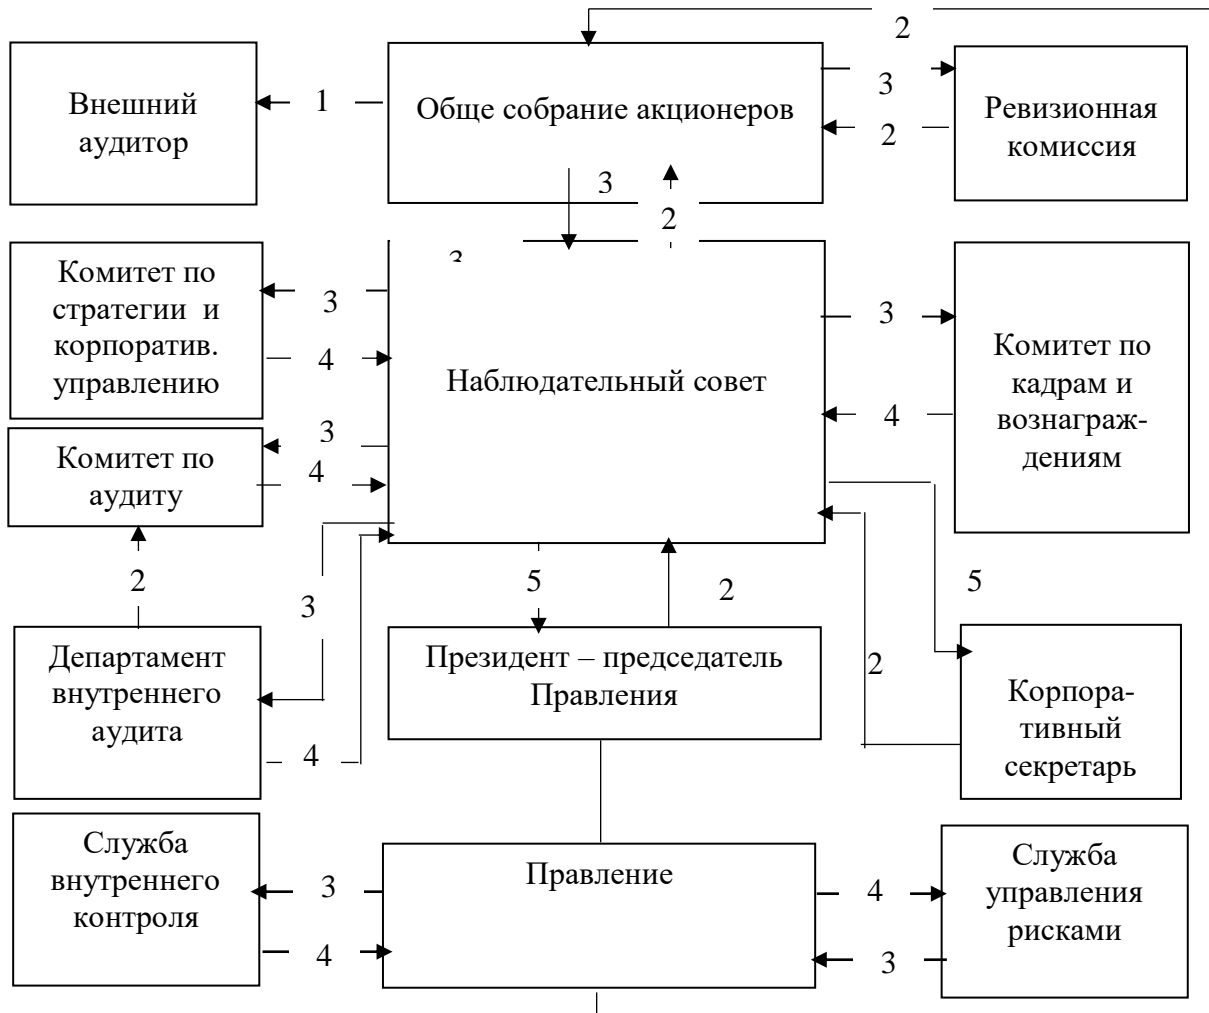 2
Внешний
аудитор
1
Обще собрание акционеров
3
2
Ревизионная
комиссия
3
2
Комитет по
стратегии и
корпоратив.
управлению
3
4
3
Наблюдательный совет
3
4
Комитет по
кадрам и
вознаграж-
дениям
Комитет по
аудиту
3
4
2
3
5
2
5
2
Департамент
внутреннего
аудита
4
Президент – председатель
Правления
Корпора-
тивный
секретарь
Служба
внутреннего
контроля
3
4
Правление
4
3
Служба
управления
рисками